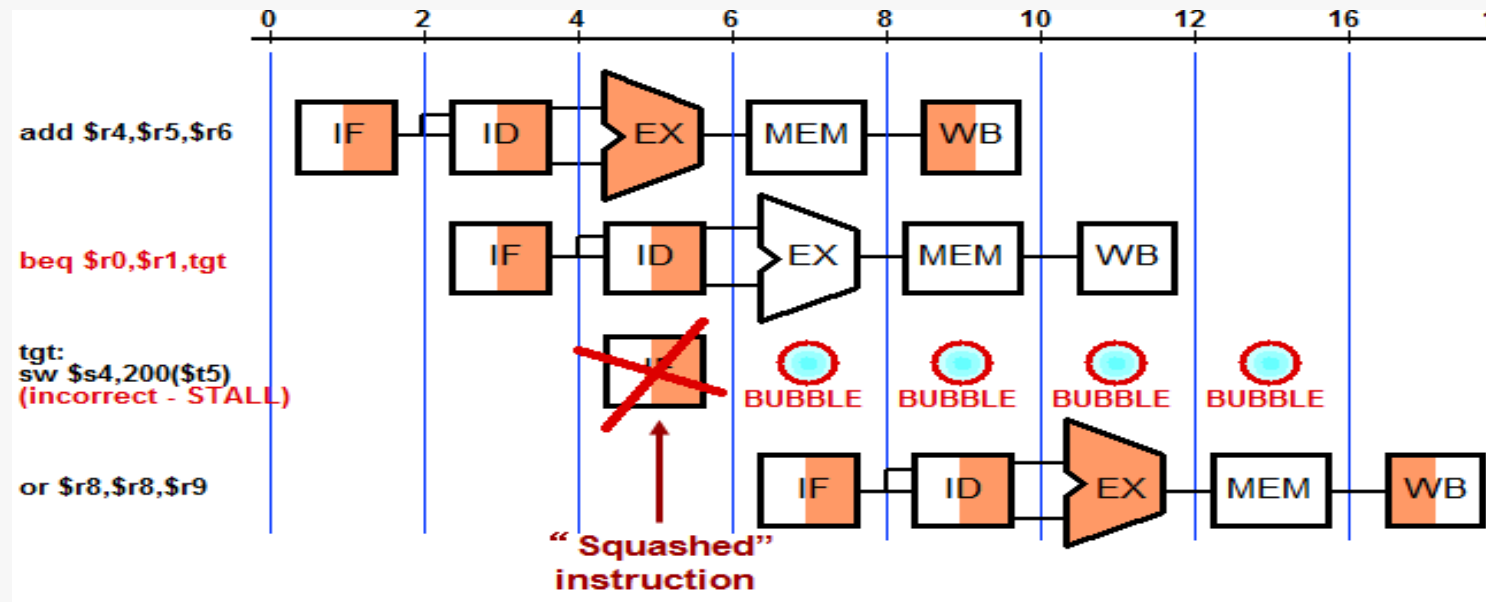 0 2 4 6 8 10 12 16
add $r4,$r5,$r6 IF ID EX MEM WB
beq $r0,$r1,tgt IF ID EX MEM WB
tgt:
sw $s4,200($t5)
(incorrect - STALL) BUBBLE BUBBLE BUBBLE BUBBLE
or $r8,$r8,$r9 IF ID EX MEM WB
“ Squashed”
instruction